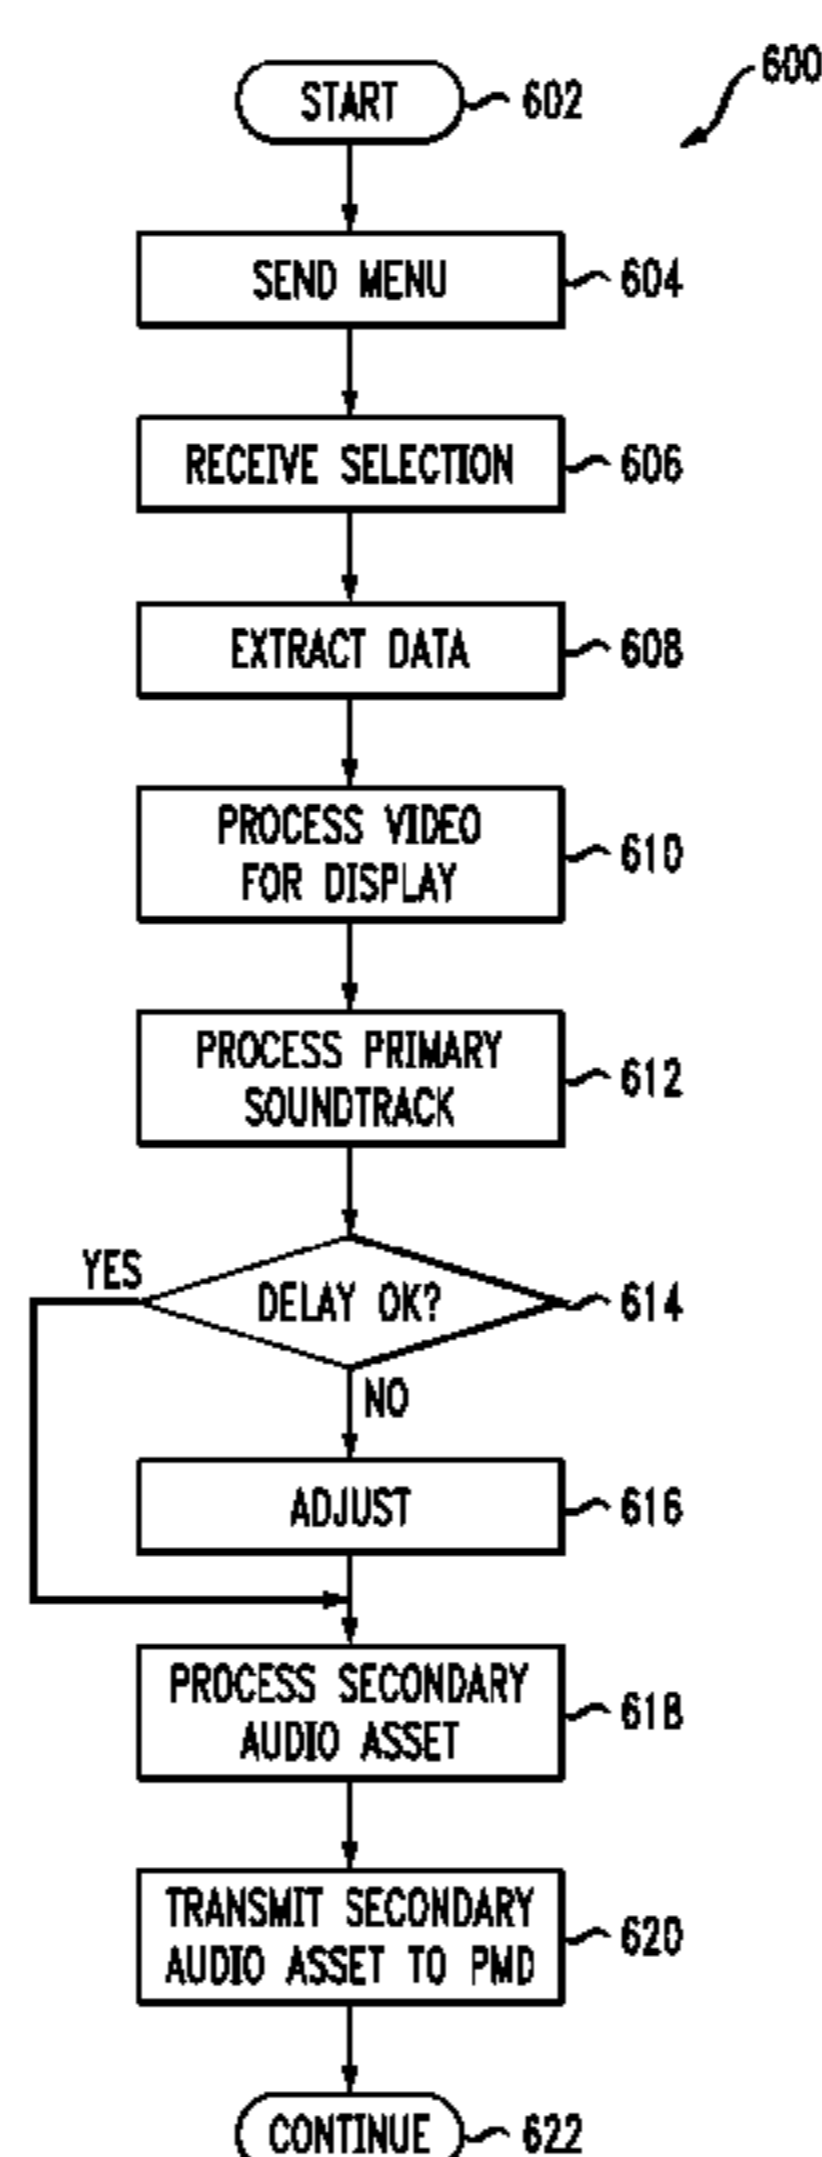 600
START
602
SEND MENU
604
RECEIVE SELECTION
606
EXTRACT DATA
608
PROCESS VIDEO
FOR DISPLAY
610
PROCESS PRIMARY
SOUNDTRACK
612
YES
DELAY OK?
614
NO
ADJUST
616
PROCESS SECONDARY
AUDIO ASSET
618
TRANSMIT SECONDARY
AUDIO ASSET TO PMD
620
CONTINUE
622